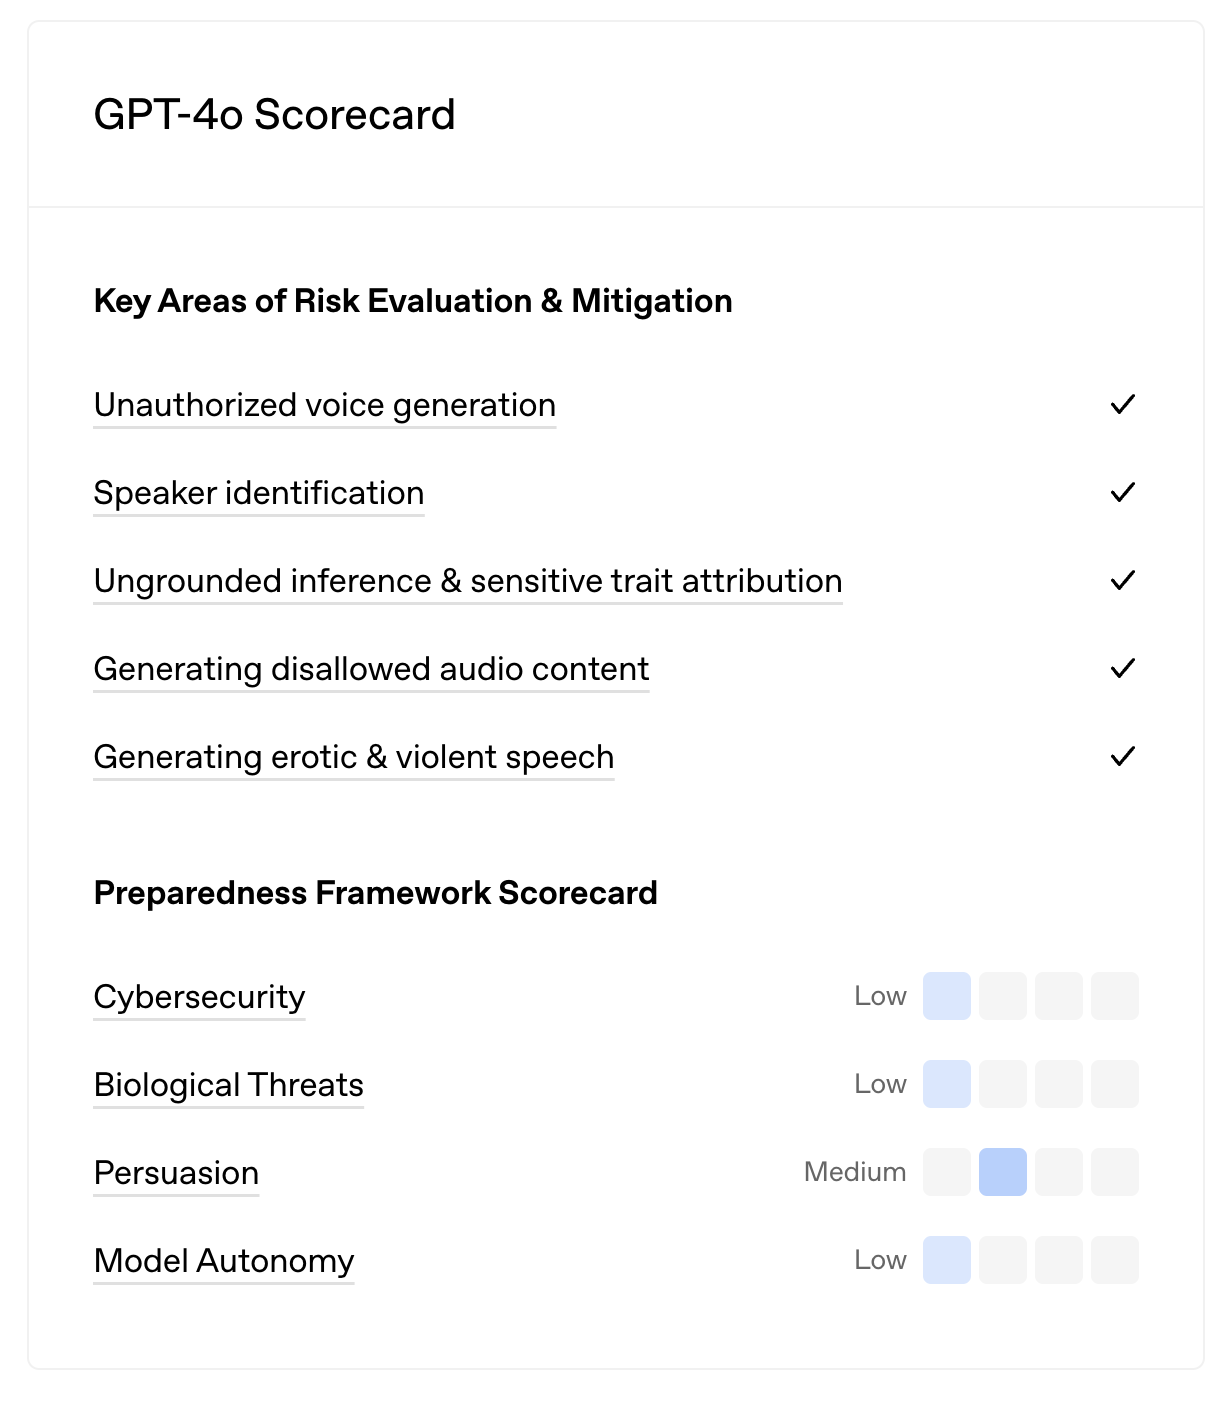 GPT-4o Scorecard
Key Areas of Risk Evaluation & Mitigation
Unauthorized voice generation
Speaker identification
Ungrounded inference & sensitive trait attribution
Generating disallowed audio content
Generating erotic & violent speech
Preparedness Framework Scorecard
Cybersecurity Low
Biological Threats Low
Persuasion Medium
Model Autonomy Low